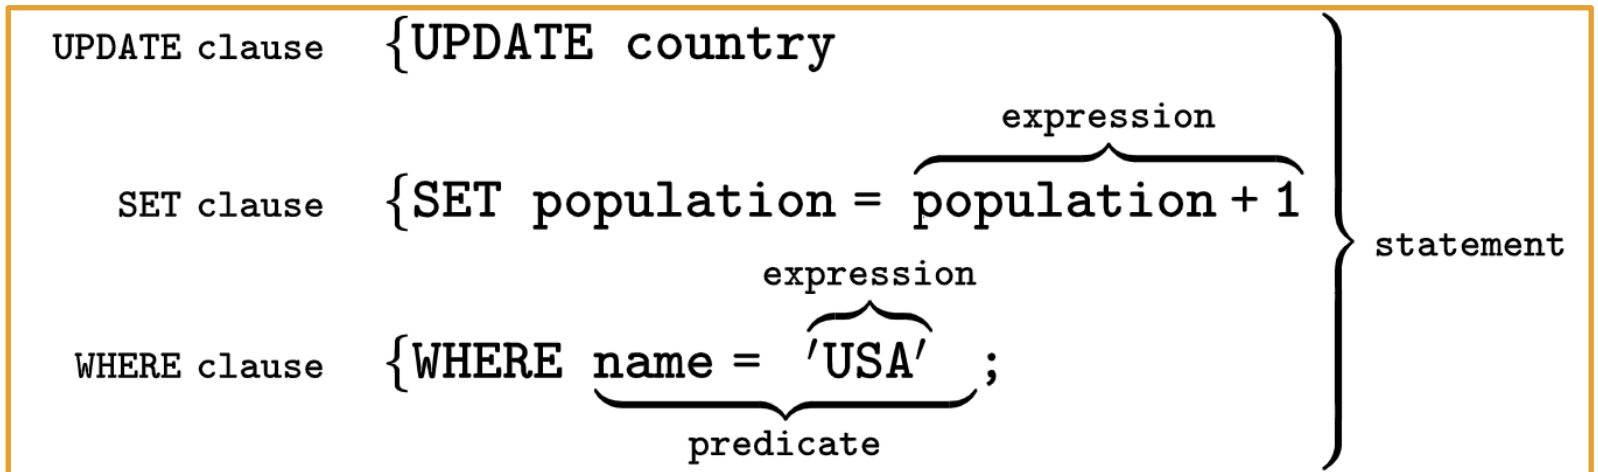 UPDATE clause {UPDATE country
expression
SET clause {SET population = population + 1
statement
expression
WHERE clause {WHERE name = 'USA' ;
predicate